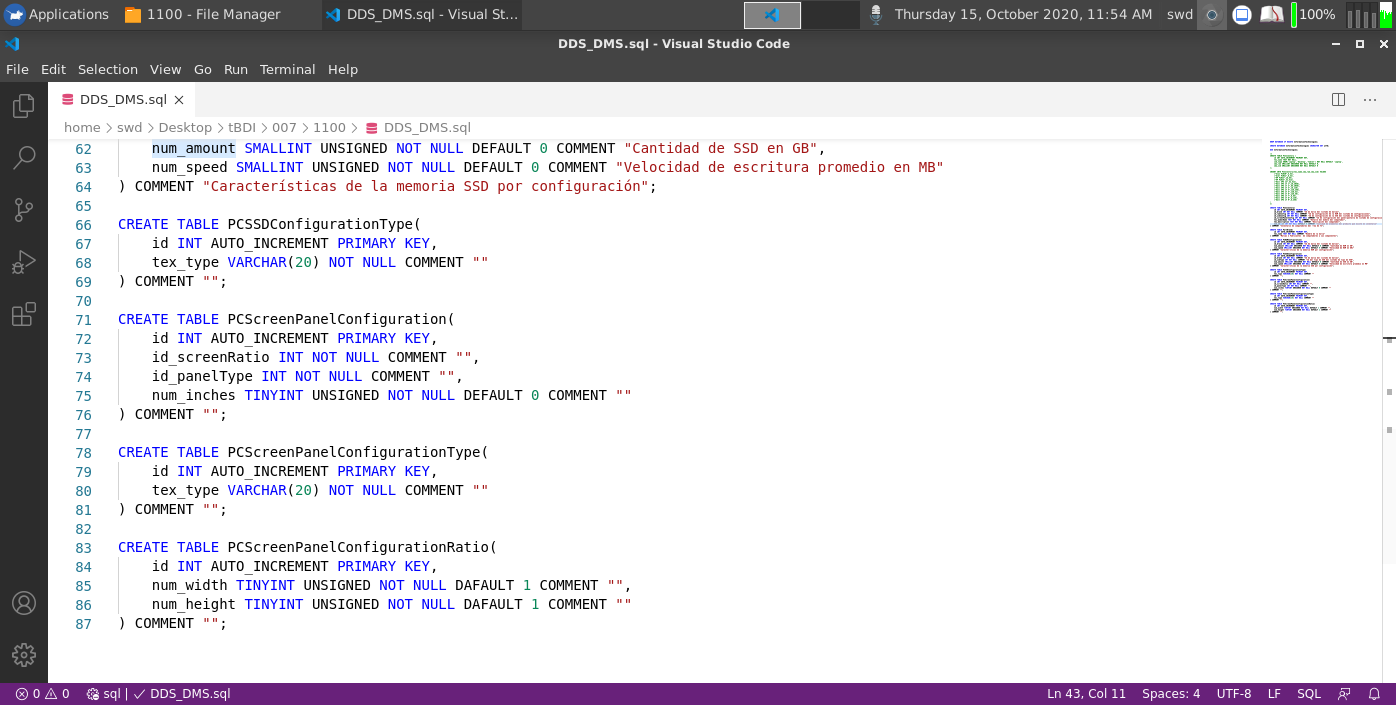 Applications 1100 - File Manager DDS_DMS.sql - Visual St... Thursday 15, October 2020, 11:54 AM swd 100%
DDS_DMS.sql - Visual Studio Code
File Edit Selection View Go Run Terminal Help
DDS_DMS.sql
home swd Desktop tBDI 007 1100 DDS_DMS.sql
62 num_amount SMALLINT UNSIGNED NOT NULL DEFAULT 0 COMMENT "Cantidad de SSD en GB",
63 num_speed SMALLINT UNSIGNED NOT NULL DEFAULT 0 COMMENT "Velocidad de escritura promedio en MB"
64 ) COMMENT "Características de la memoria SSD por configuración";
65
66 CREATE TABLE PCSSDConfigurationType(
67 id INT AUTO_INCREMENT PRIMARY KEY,
68 tex_type VARCHAR(20) NOT NULL COMMENT ""
69 ) COMMENT "";
70
71 CREATE TABLE PCScreenPanelConfiguration(
72 id INT AUTO_INCREMENT PRIMARY KEY,
73 id_screenRatio INT NOT NULL COMMENT "",
74 id_panelType INT NOT NULL COMMENT "",
75 num_inches TINYINT UNSIGNED NOT NULL DEFAULT 0 COMMENT ""
76 ) COMMENT "";
77
78 CREATE TABLE PCScreenPanelConfigurationType(
79 id INT AUTO_INCREMENT PRIMARY KEY,
80 tex_type VARCHAR(20) NOT NULL COMMENT ""
81 ) COMMENT "";
82
83 CREATE TABLE PCScreenPanelConfigurationRatio(
84 id INT AUTO_INCREMENT PRIMARY KEY,
85 num_width TINYINT UNSIGNED NOT NULL DAFAULT 1 COMMENT "",
86 num_height TINYINT UNSIGNED NOT NULL DAFAULT 1 COMMENT ""
87 ) COMMENT "";
0 0 sql | DDS_DMS.sql Ln 43, Col 11 Spaces: 4 UTF-8 LF SQL